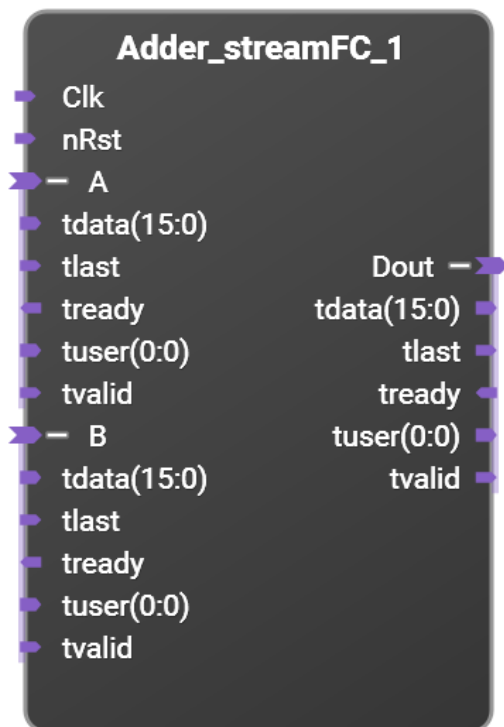 Adder_streamFC_1
Clk
nRst
A
tdata(15:0)
tlast
tready
tuser(0:0)
tvalid
B
tdata(15:0)
tlast
tready
tuser(0:0)
tvalid
Dout
tdata(15:0)
tlast
tready
tuser(0:0)
tvalid